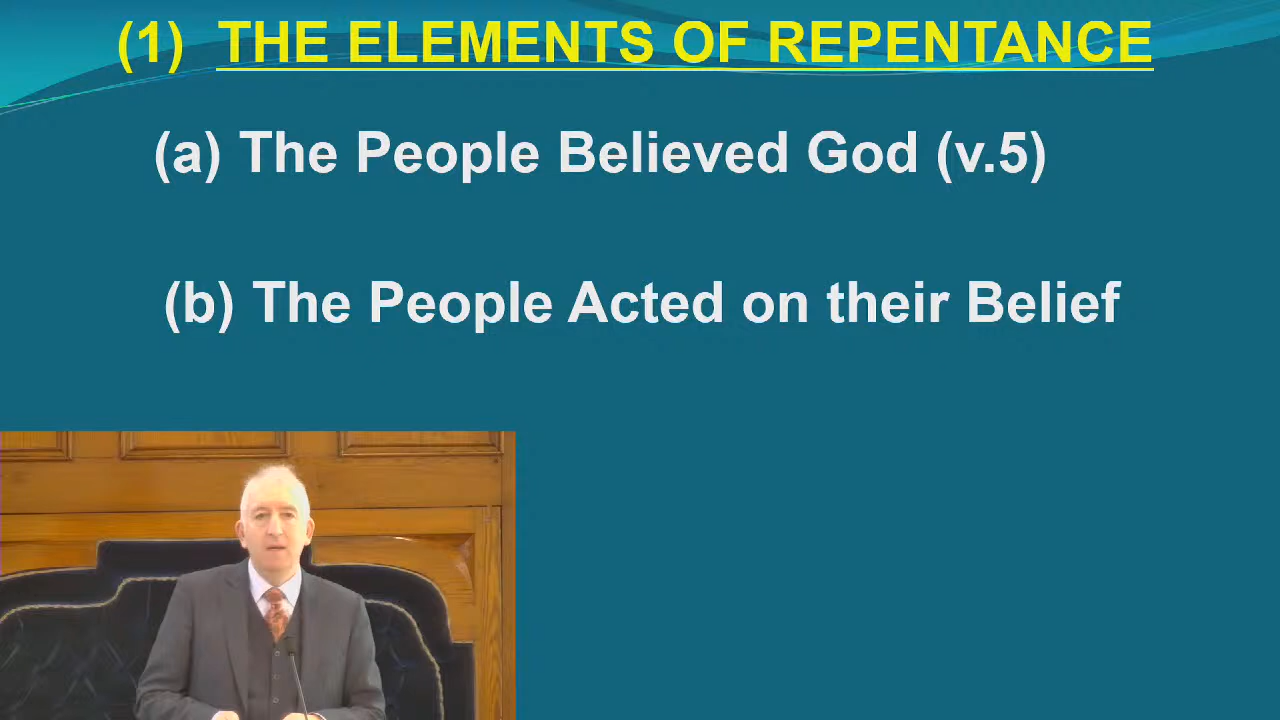 (1) THE ELEMENTS OF REPENTANCE
(a) The People Believed God (v.5)
(b) The People Acted on their Belief